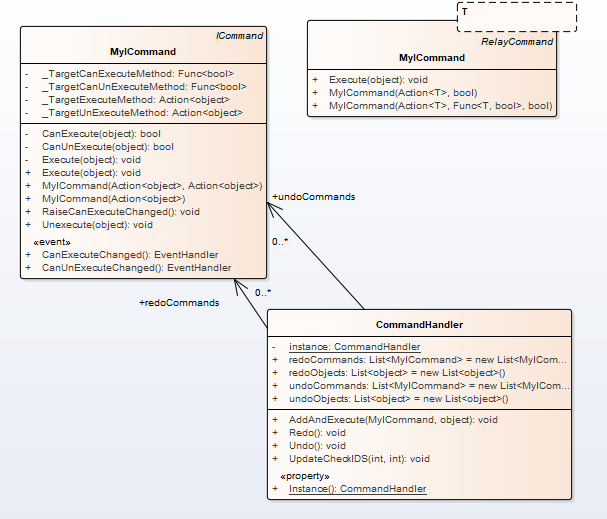 ICommand
MyICommand
- _TargetCanExecuteMethod: Func<bool>
- _TargetCanUnExecuteMethod: Func<bool>
- _TargetExecuteMethod: Action<object>
- _TargetUnExecuteMethod: Action<object>
- CanExecute(object): bool
- CanUnExecute(object): bool
- Execute(object): void
+ Execute(object): void
+ MyICommand(Action<object>, Action<object>)
+ MyICommand(Action<object>)
+ RaiseCanExecuteChanged(): void
+ Unexecute(object): void
«event»
+ CanExecuteChanged(): EventHandler
+ CanUnExecuteChanged(): EventHandler
T
RelayCommand
MyICommand
+ Execute(object): void
+ MyICommand(Action<T>, bool)
+ MyICommand(Action<T>, Func<T, bool>, bool)
+undoCommands
0..*
0..*
+redoCommands
CommandHandler
- instance: CommandHandler
+ redoCommands: List<MyICommand> = new List<MyICom...
+ redoObjects: List<object> = new List<object>()
+ undoCommands: List<MyICommand> = new List<MyICom...
+ undoObjects: List<object> = new List<object>()
+ AddAndExecute(MyICommand, object): void
+ Redo(): void
+ Undo(): void
+ UpdateCheckIDS(int, int): void
«property»
+ Instance(): CommandHandler